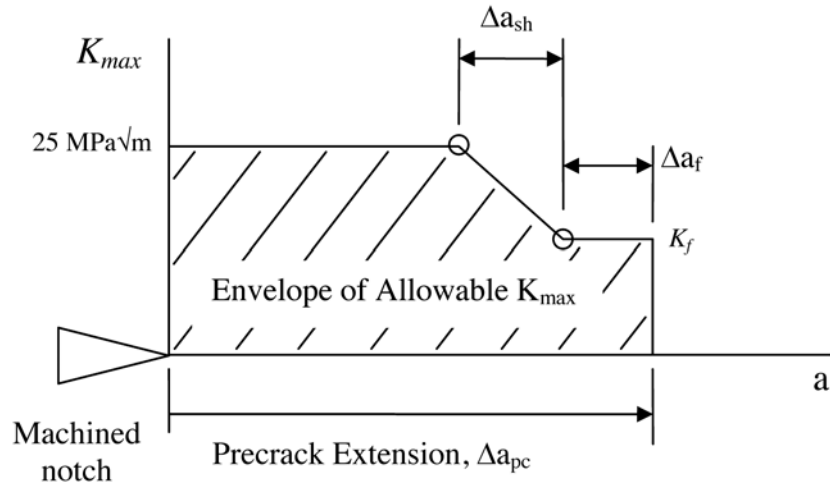 Δa_sh
K_max
25 MPa√m
Δa_f
K_f
Envelope of Allowable K_max
a
Machined
notch
Precrack Extension, Δa_pc